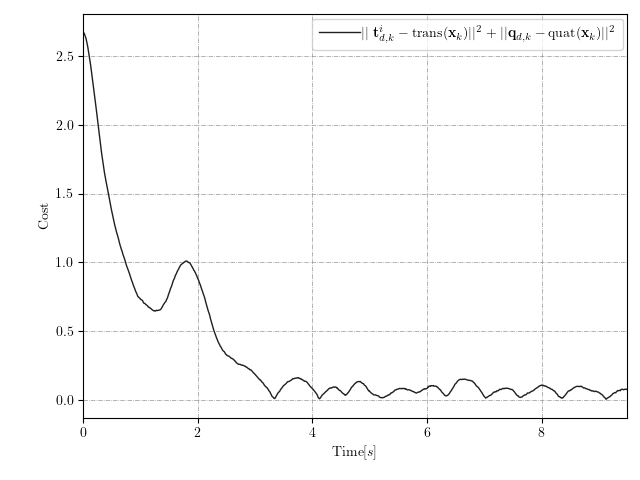 || t^i_{d,k} − trans(x_k)||^2 + ||q_{d,k} − quat(x_k)||^2
2.5
2.0
1.5
1.0
0.5
0.0
Cost
0 2 4 6 8
Time[s]